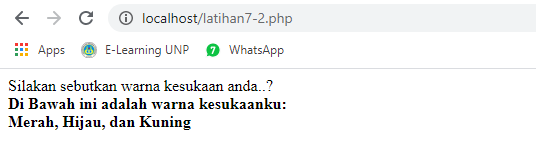 localhost/latihan7-2.php
Apps E-Learning UNP 7 WhatsApp
Silakan sebutkan warna kesukaan anda..?
Di Bawah ini adalah warna kesukaanku:
Merah, Hijau, dan Kuning